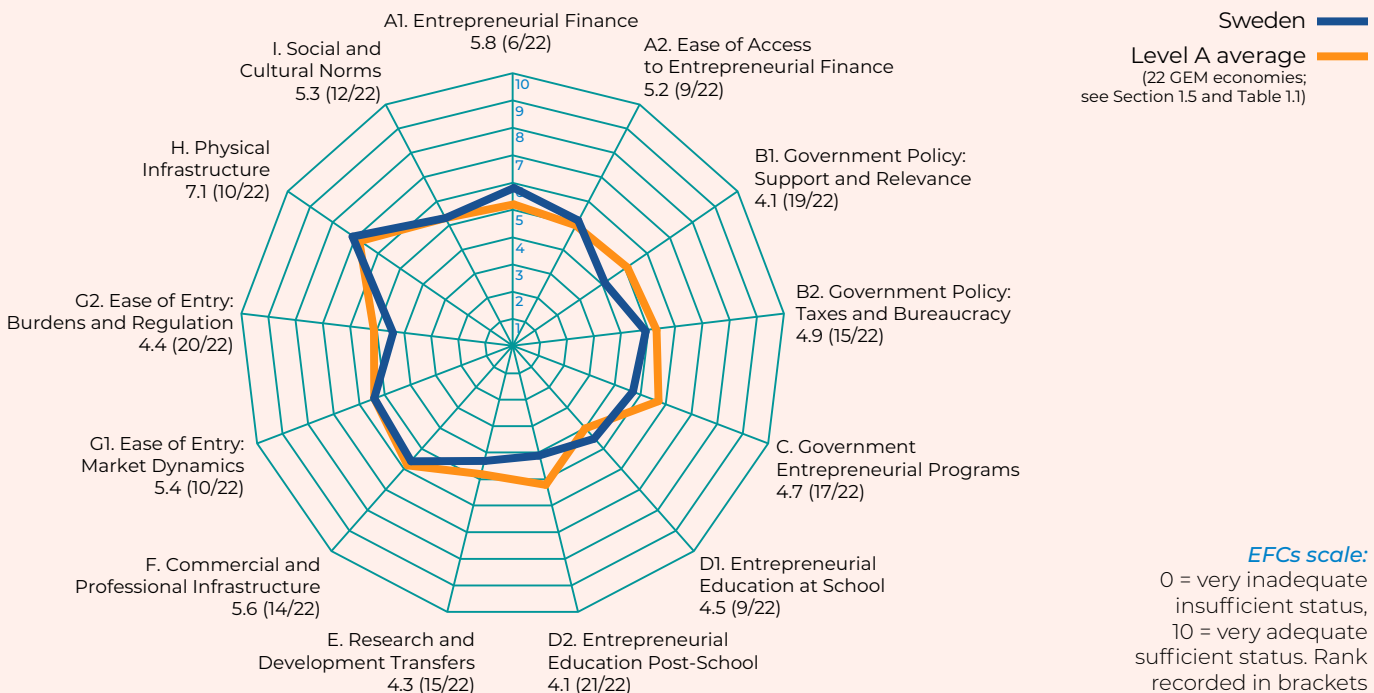 A1. Entrepreneurial Finance
5.8 (6/22)
A2. Ease of Access
to Entrepreneurial Finance
5.2 (9/22)
B1. Government Policy:
Support and Relevance
4.1 (19/22)
B2. Government Policy:
Taxes and Bureaucracy
4.9 (15/22)
C. Government
Entrepreneurial Programs
4.7 (17/22)
D1. Entrepreneurial
Education at School
4.5 (9/22)
D2. Entrepreneurial
Education Post-School
4.1 (21/22)
E. Research and
Development Transfers
4.3 (15/22)
F. Commercial and
Professional Infrastructure
5.6 (14/22)
G1. Ease of Entry:
Market Dynamics
5.4 (10/22)
G2. Ease of Entry:
Burdens and Regulation
4.4 (20/22)
H. Physical
Infrastructure
7.1 (10/22)
I. Social and
Cultural Norms
5.3 (12/22)
10
9
8
7
5
4
3
2
1
Sweden
Level A average
(22 GEM economies;
see Section 1.5 and Table 1.1)
EFCs scale:
0 = very inadequate
insufficient status,
10 = very adequate
sufficient status. Rank
recorded in brackets